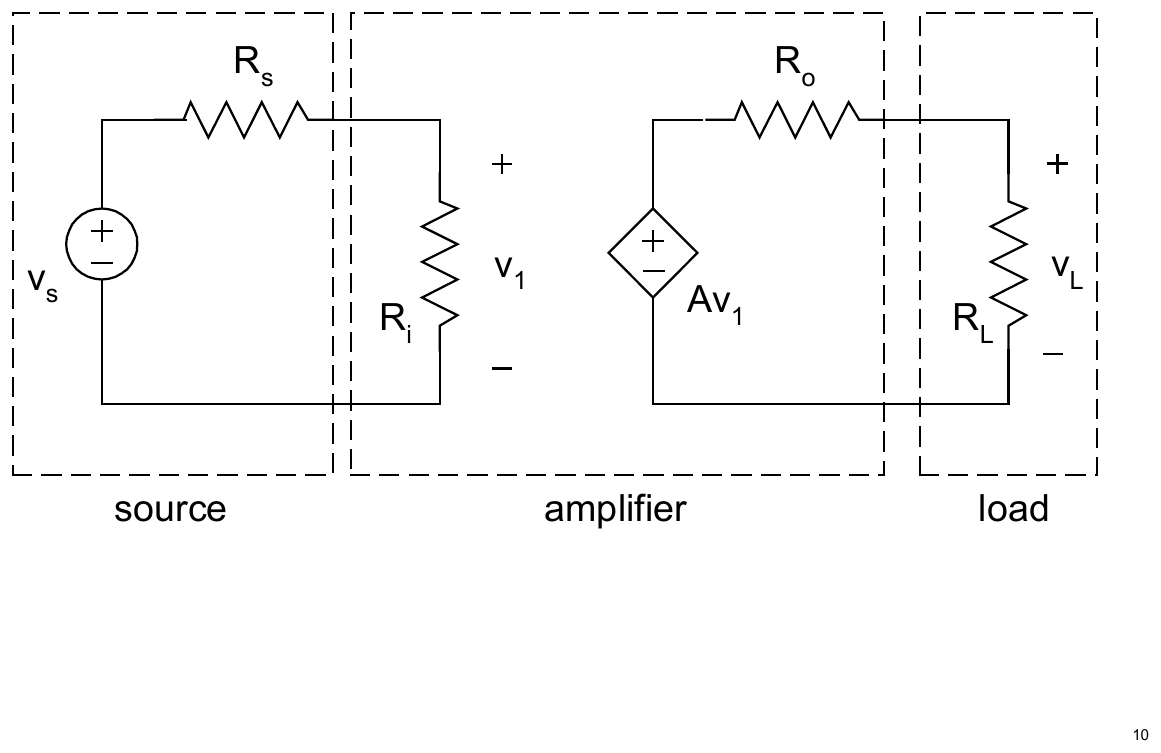 Rs
Ro
+
+
+
−
+
−
vs
v1
vL
Av1
Ri
RL
−
−
source
amplifier
load
10